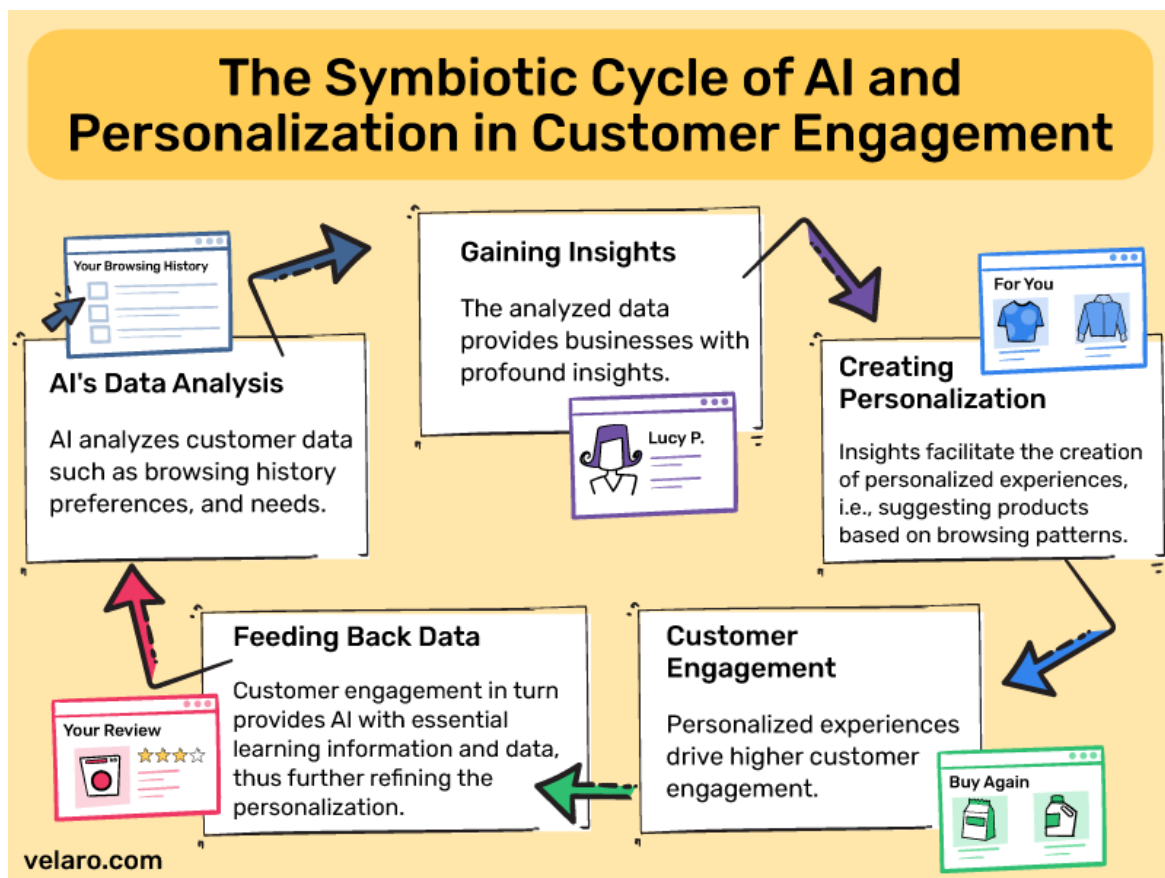 The Symbiotic Cycle of AI and
Personalization in Customer Engagement
Your Browsing History
AI's Data Analysis
AI analyzes customer data
such as browsing history
preferences, and needs.
Gaining Insights
The analyzed data
provides businesses with
profound insights.
Lucy P.
For You
Creating
Personalization
Insights facilitate the creation
of personalized experiences,
i.e., suggesting products
based on browsing patterns.
Customer
Engagement
Personalized experiences
drive higher customer
engagement.
Buy Again
Feeding Back Data
Customer engagement in turn
provides AI with essential
learning information and data,
thus further refining the
personalization.
Your Review
velaro.com